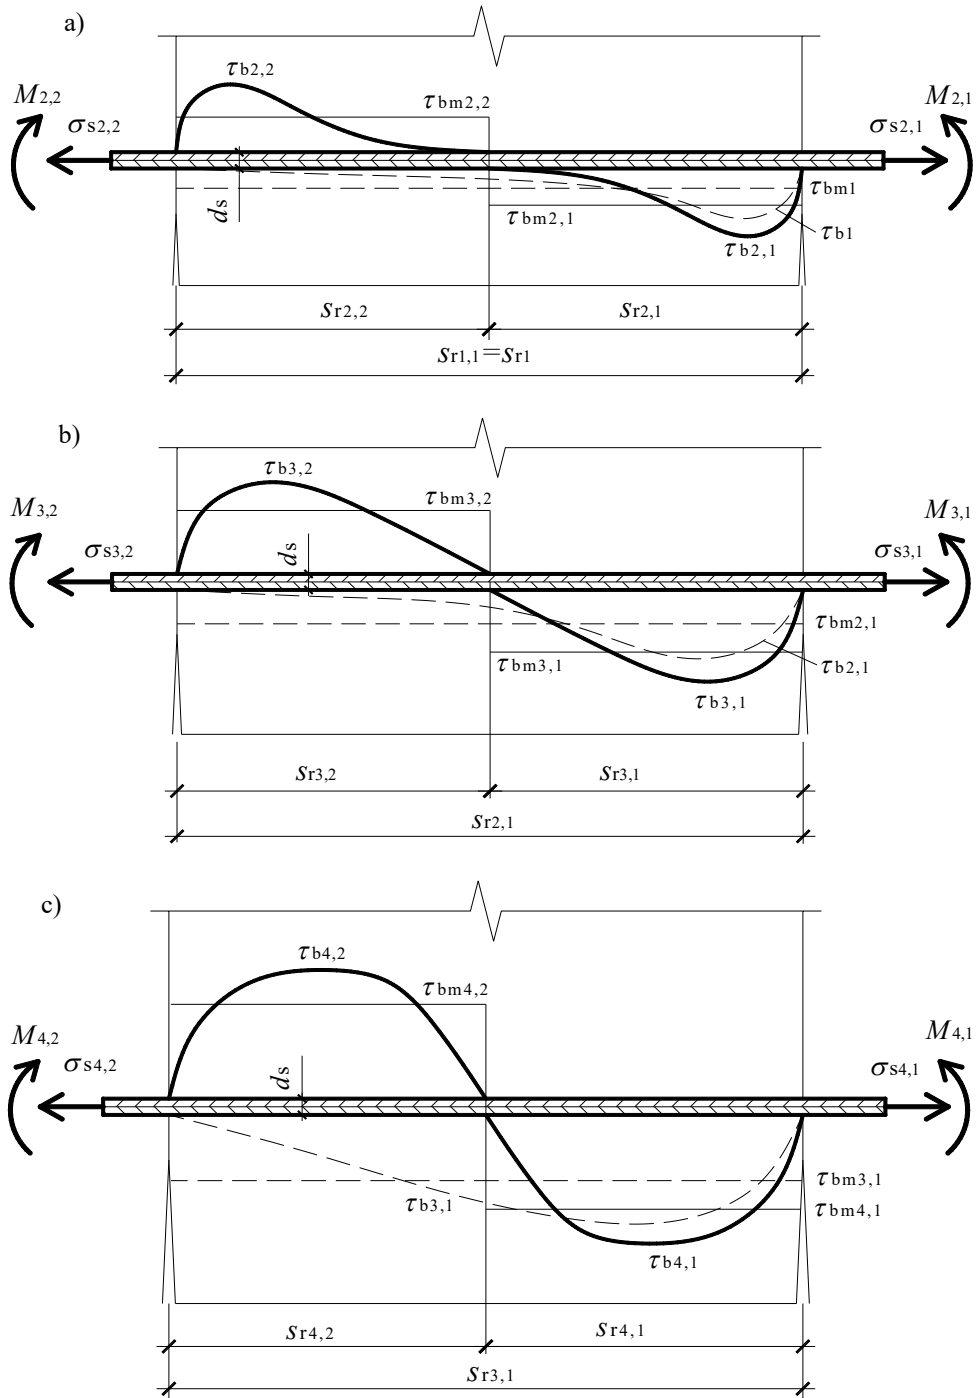 a)
τb2,2
M2,2
τbm2,2
M2,1
σs2,2
σs2,1
ds
τbm1
τbm2,1
τb1
τb2,1
sr2,2
sr2,1
sr1,1=sr1
b)
τb3,2
τbm3,2
M3,2
M3,1
σs3,2
ds
σs3,1
τbm2,1
τbm3,1
τb2,1
τb3,1
sr3,2
sr3,1
sr2,1
c)
τb4,2
τbm4,2
M4,2
M4,1
σs4,2
ds
σs4,1
τbm3,1
τb3,1
τbm4,1
τb4,1
sr4,2
sr4,1
sr3,1